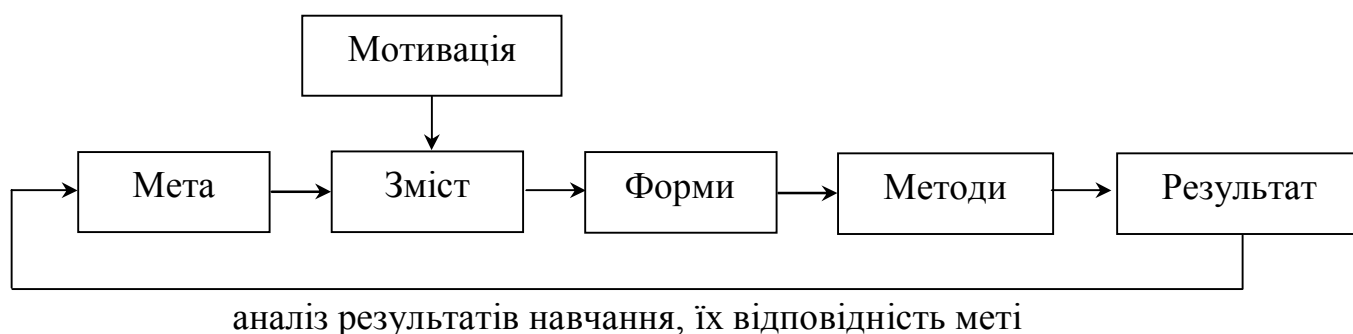 Мотивація
Мета
Зміст
Форми
Методи
Результат
аналіз результатів навчання, їх відповідність меті